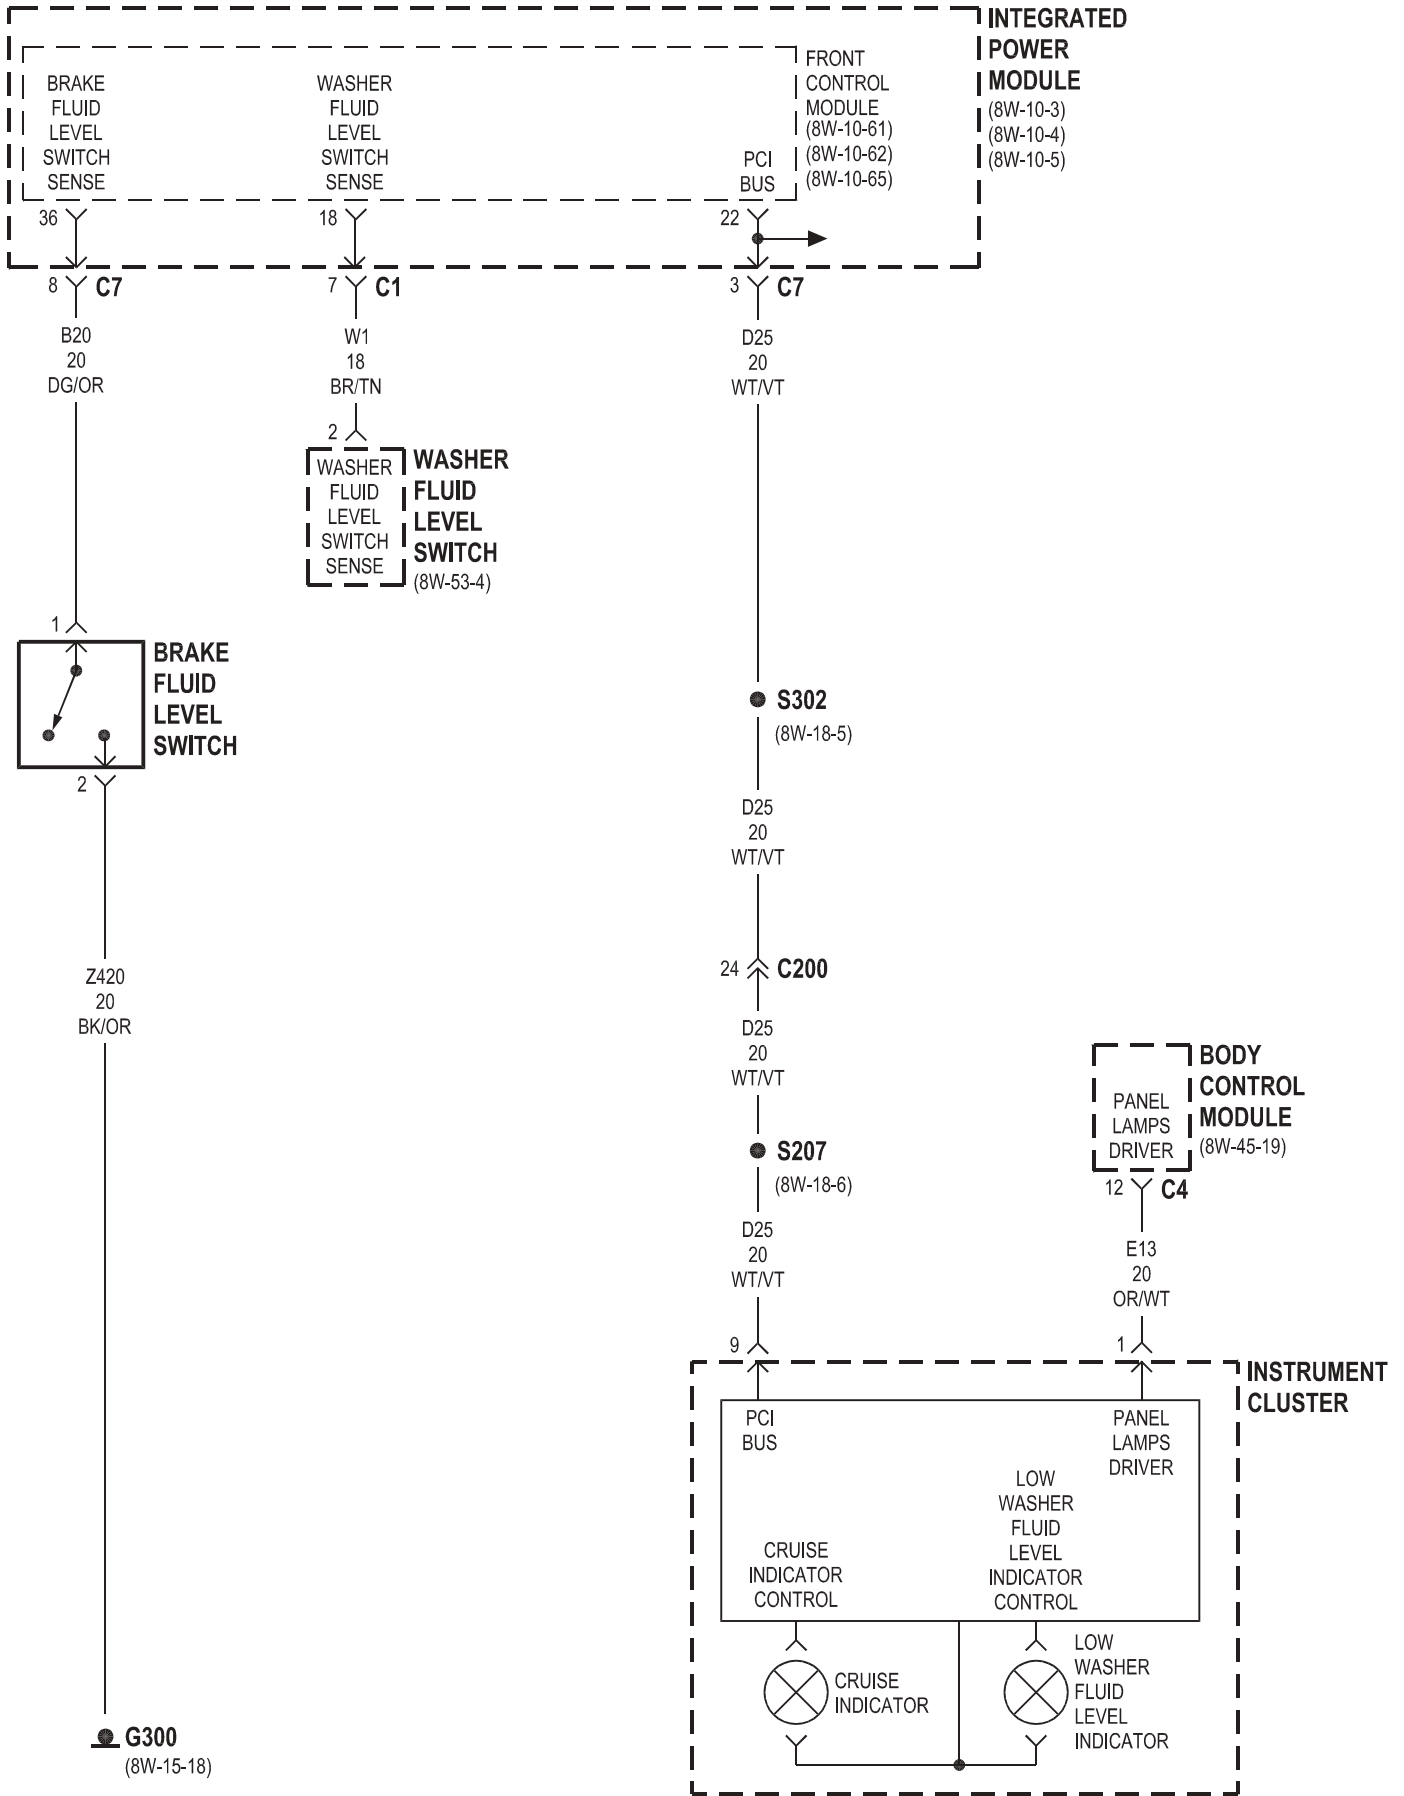 INTEGRATED
POWER
MODULE
(8W-10-3)
(8W-10-4)
(8W-10-5)
FRONT
CONTROL
MODULE
(8W-10-61)
(8W-10-62)
(8W-10-65)
BRAKE
FLUID
LEVEL
SWITCH
SENSE
WASHER
FLUID
LEVEL
SWITCH
SENSE
PCI
BUS
36
18
22
8 C7
7 C1
3 C7
B20
20
DG/OR
W1
18
BR/TN
D25
20
WT/VT
2
WASHER
FLUID
LEVEL
SWITCH
SENSE
WASHER
FLUID
LEVEL
SWITCH
(8W-53-4)
1
BRAKE
FLUID
LEVEL
SWITCH
2
S302
(8W-18-5)
D25
20
WT/VT
Z420
20
BK/OR
24 C200
D25
20
WT/VT
S207
(8W-18-6)
D25
20
WT/VT
PANEL
LAMPS
DRIVER
BODY
CONTROL
MODULE
(8W-45-19)
12 C4
E13
20
OR/WT
9
1
INSTRUMENT
CLUSTER
PCI
BUS
PANEL
LAMPS
DRIVER
CRUISE
INDICATOR
CONTROL
LOW
WASHER
FLUID
LEVEL
INDICATOR
CONTROL
CRUISE
INDICATOR
LOW
WASHER
FLUID
LEVEL
INDICATOR
G300
(8W-15-18)